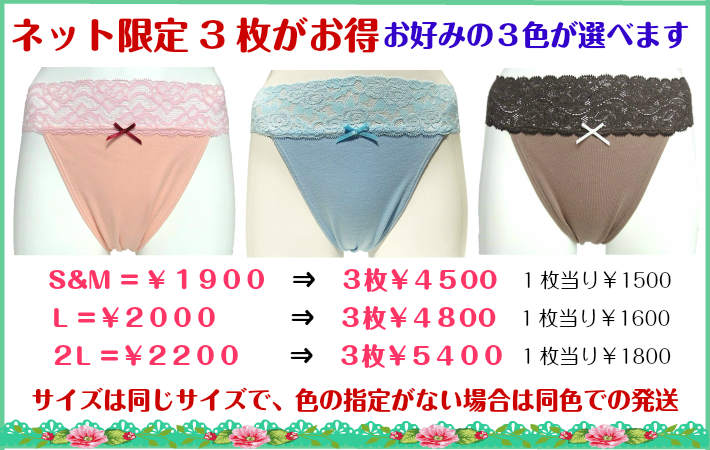 ネット限定３枚がお得 お好みの３色が選べます
S&M＝￥１９００ ⇒ ３枚￥４５００ １枚当り￥1500
L＝￥２０００ ⇒ ３枚￥４８００ １枚当り￥1600
２L＝￥２２００ ⇒ ３枚￥５４００ １枚当り￥1800
サイズは同じサイズで、色の指定がない場合は同色での発送